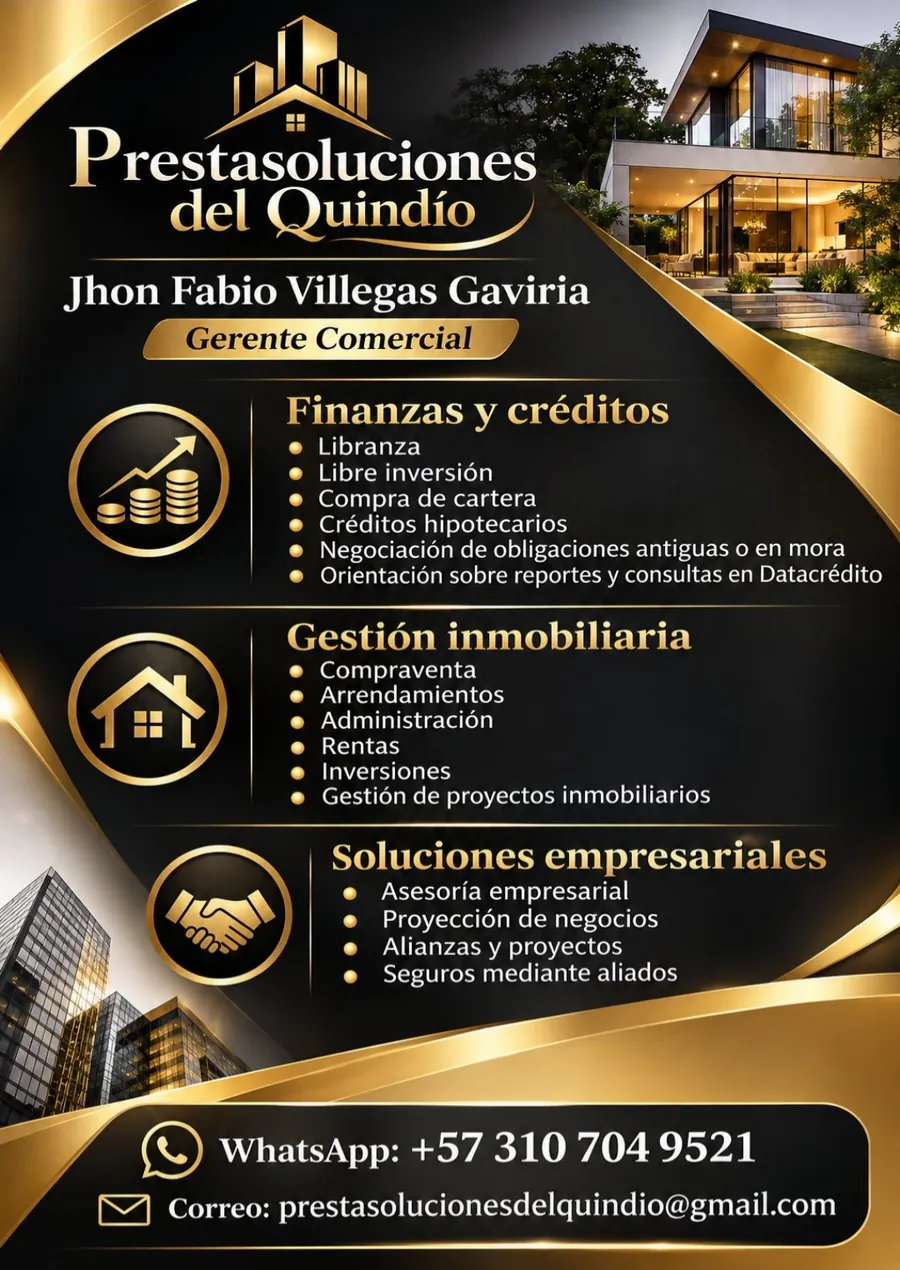 Prestasoluciones
del Quindío
Jhon Fabio Villegas Gaviria
Gerente Comercial
Finanzas y créditos
Libranza
Libre inversión
Compra de cartera
Créditos hipotecarios
Negociación de obligaciones antiguas o en mora
Orientación sobre reportes y consultas en Datacrédito
Gestión inmobiliaria
Compraventa
Arrendamientos
Administración
Rentas
Inversiones
Gestión de proyectos inmobiliarios
Soluciones empresariales
Asesoría empresarial
Proyección de negocios
Alianzas y proyectos
Seguros mediante aliados
WhatsApp: +57 310 704 9521
Correo: prestasolucionesdelquindio@gmail.com